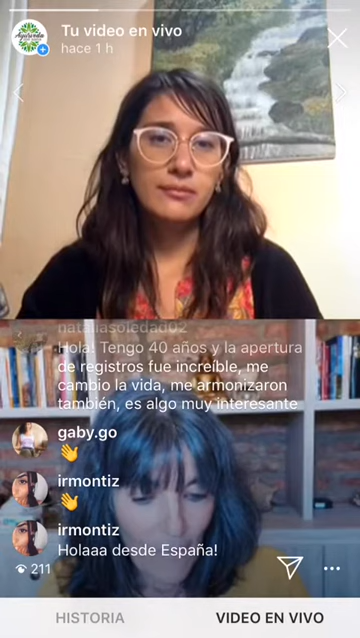 Tu video en vivo
hace 1 h
nataliasoledad02
Hola! Tengo 40 años y la apertura
de registros fue increíble, me
cambio la vida, me armonizaron
también, es algo muy interesante
gaby.go
👋
irmontiz
👋
irmontiz
Holaaa desde España!
211
HISTORIA
VIDEO EN VIVO